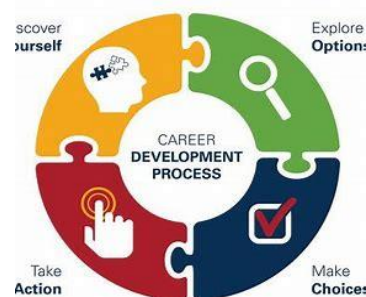 scover
ourself
Explore
Options
CAREER
DEVELOPMENT
PROCESS
Take
Action
Make
Choices